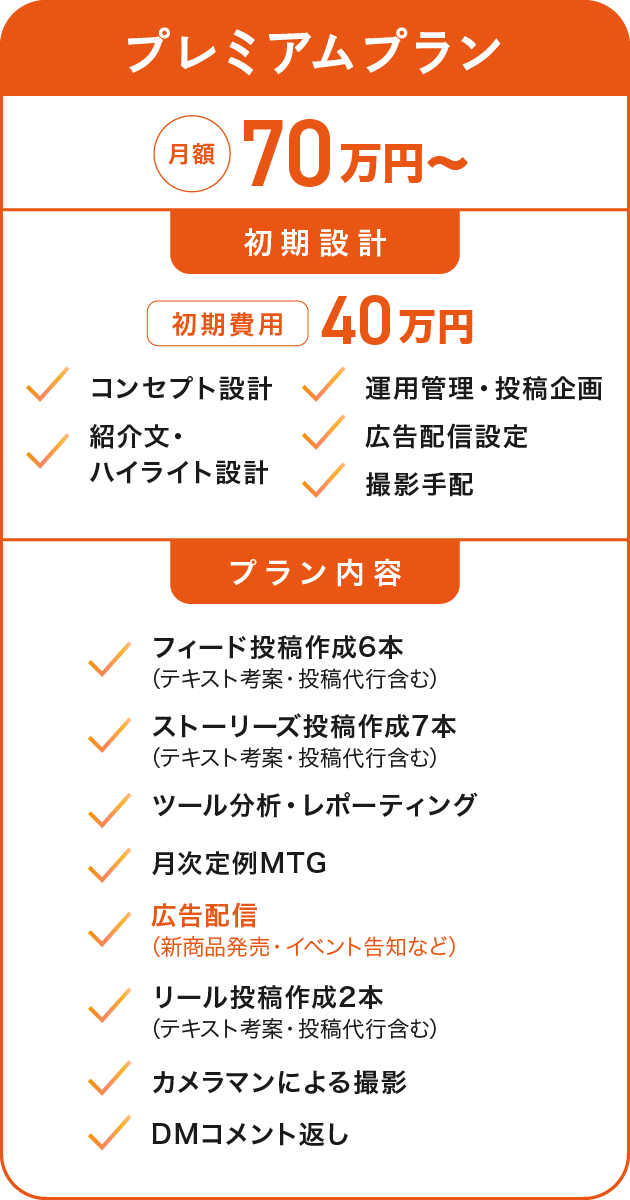 プレミアムプラン
月額 70万円〜
初期設計
初期費用 40万円
コンセプト設計
紹介文・
ハイライト設計
運用管理・投稿企画
広告配信設定
撮影手配
プラン内容
フィード投稿作成6本
（テキスト考案・投稿代行含む）
ストーリーズ投稿作成7本
（テキスト考案・投稿代行含む）
ツール分析・レポーティング
月次定例MTG
広告配信
（新商品発売・イベント告知など）
リール投稿作成2本
（テキスト考案・投稿代行含む）
カメラマンによる撮影
DMコメント返し